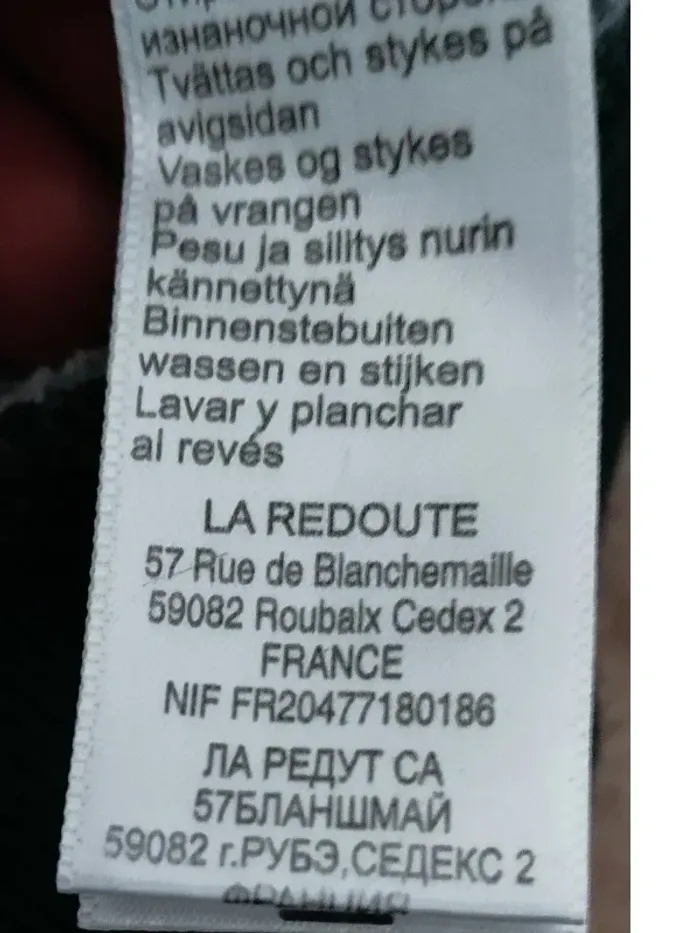 изнаночной
Tvättas och stykes på
avigsidan
Vaskes og stykes
på vrangen
Pesu ja silitys nurin
kännettynä
Binnenstebuiten
wassen en stijken
Lavar y planchar
al revés
LA REDOUTE
57 Rue de Blanchemaille
59082 Roubaix Cedex 2
FRANCE
NIF FR20477180186
ЛА РЕДУТ СА
57БЛАНШМАЙ
59082 г.РУБЭ,СЕДЕКС 2
ФРАНЦИЯ